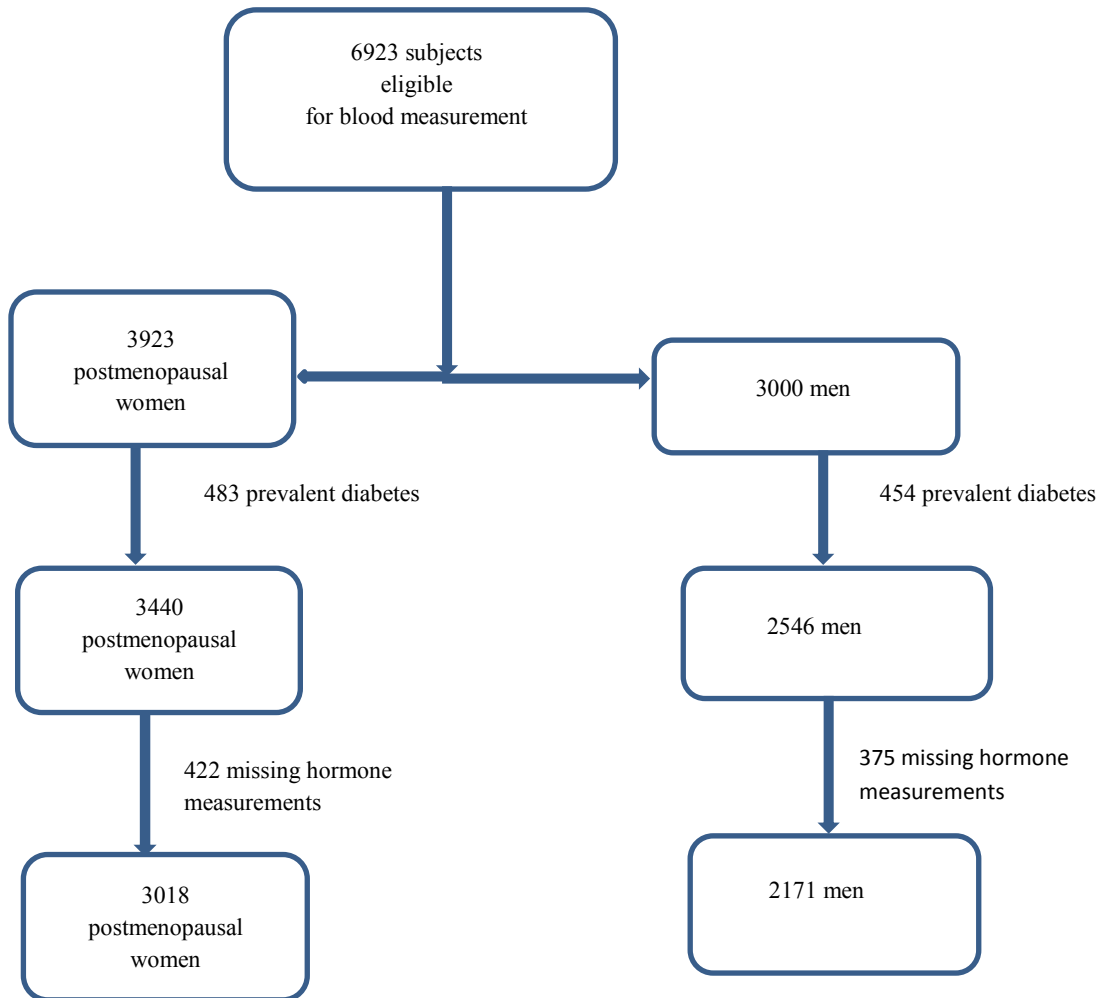 6923 subjects
eligible
for blood measurement
3923
postmenopausal
women
3000 men
483 prevalent diabetes
454 prevalent diabetes
3440
postmenopausal
women
2546 men
422 missing hormone
measurements
375 missing hormone
measurements
3018
postmenopausal
women
2171 men